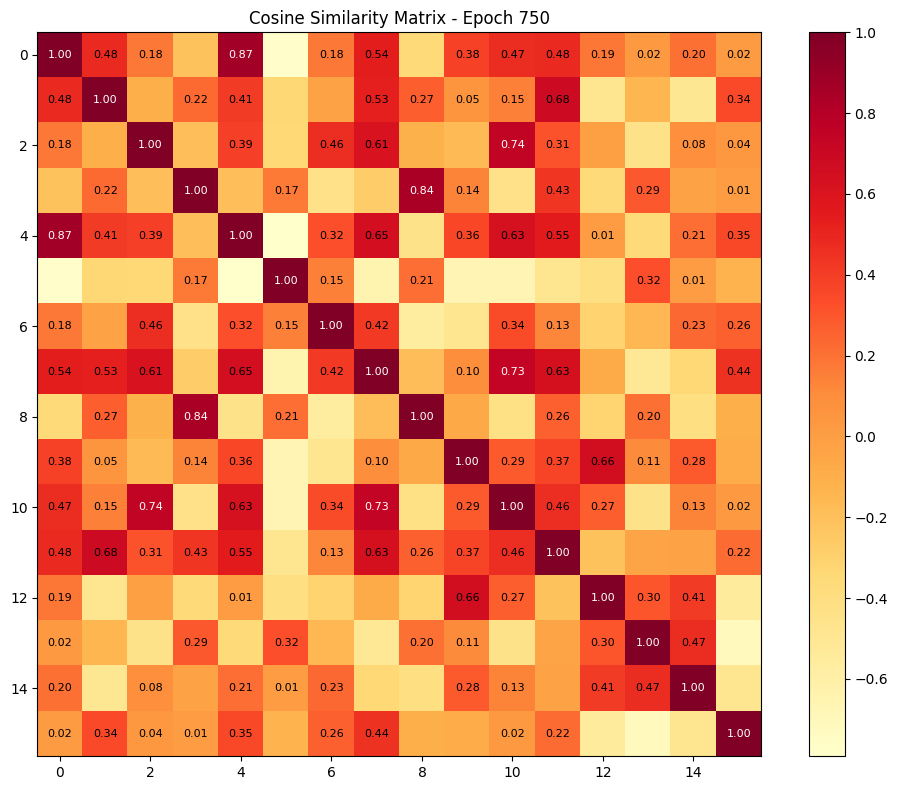 Cosine Similarity Matrix - Epoch 750
0 1.00 0.48 0.18 0.87 0.18 0.54 0.38 0.47 0.48 0.19 0.02 0.20 0.02 1.0
0.48 1.00 0.22 0.41 0.53 0.27 0.05 0.15 0.68 0.34 0.8
2 0.18 1.00 0.39 0.46 0.61 0.74 0.31 0.08 0.04
0.22 1.00 0.17 0.84 0.14 0.43 0.29 0.01 0.6
4 0.87 0.41 0.39 1.00 0.32 0.65 0.36 0.63 0.55 0.01 0.21 0.35
0.17 1.00 0.15 0.21 0.32 0.01 0.4
6 0.18 0.46 0.32 0.15 1.00 0.42 0.34 0.13 0.23 0.26
0.54 0.53 0.61 0.65 0.42 1.00 0.10 0.73 0.63 0.44 0.2
8 0.27 0.84 0.21 1.00 0.26 0.20 0.0
0.38 0.05 0.14 0.36 0.10 1.00 0.29 0.37 0.66 0.11 0.28
10 0.47 0.15 0.74 0.63 0.34 0.73 0.29 1.00 0.46 0.27 0.13 0.02 −0.2
0.48 0.68 0.31 0.43 0.55 0.13 0.63 0.26 0.37 0.46 1.00 0.22
12 0.19 0.01 0.66 0.27 1.00 0.30 0.41 −0.4
0.02 0.29 0.32 0.20 0.11 0.30 1.00 0.47
14 0.20 0.08 0.21 0.01 0.23 0.28 0.13 0.41 0.47 1.00 −0.6
0.02 0.34 0.04 0.01 0.35 0.26 0.44 0.02 0.22 1.00
0 2 4 6 8 10 12 14